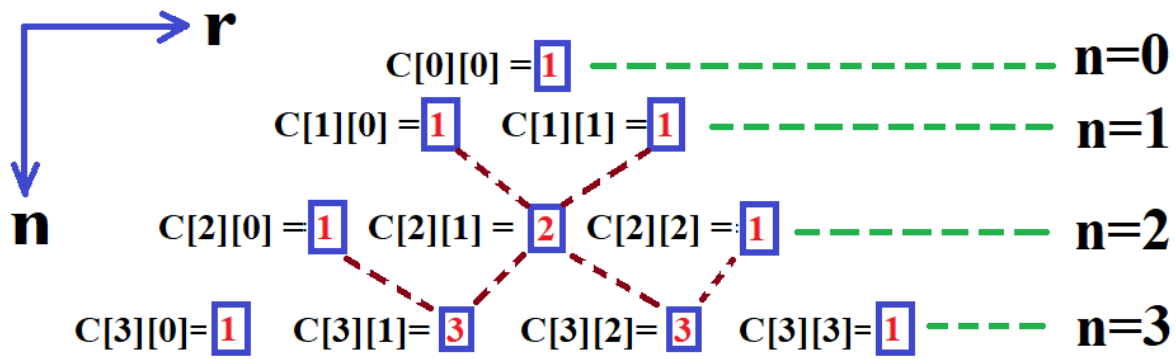 r
C[0][0] = 1 n=0
C[1][0] = 1 C[1][1] = 1 n=1
n C[2][0] = 1 C[2][1] = 2 C[2][2] = 1 n=2
C[3][0]= 1 C[3][1]= 3 C[3][2]= 3 C[3][3]= 1 n=3